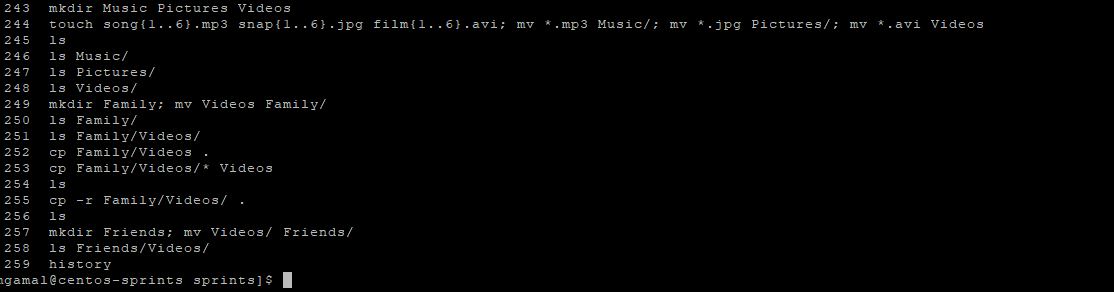 243 mkdir Music Pictures Videos
244 touch song{1..6}.mp3 snap{1..6}.jpg film{1..6}.avi; mv *.mp3 Music/; mv *.jpg Pictures/; mv *.avi Videos
245 ls
246 ls Music/
247 ls Pictures/
248 ls Videos/
249 mkdir Family; mv Videos Family/
250 ls Family/
251 ls Family/Videos/
252 cp Family/Videos .
253 cp Family/Videos/* Videos
254 ls
255 cp -r Family/Videos/ .
256 ls
257 mkdir Friends; mv Videos/ Friends/
258 ls Friends/Videos/
259 history
ngamal@centos-sprints sprints]$